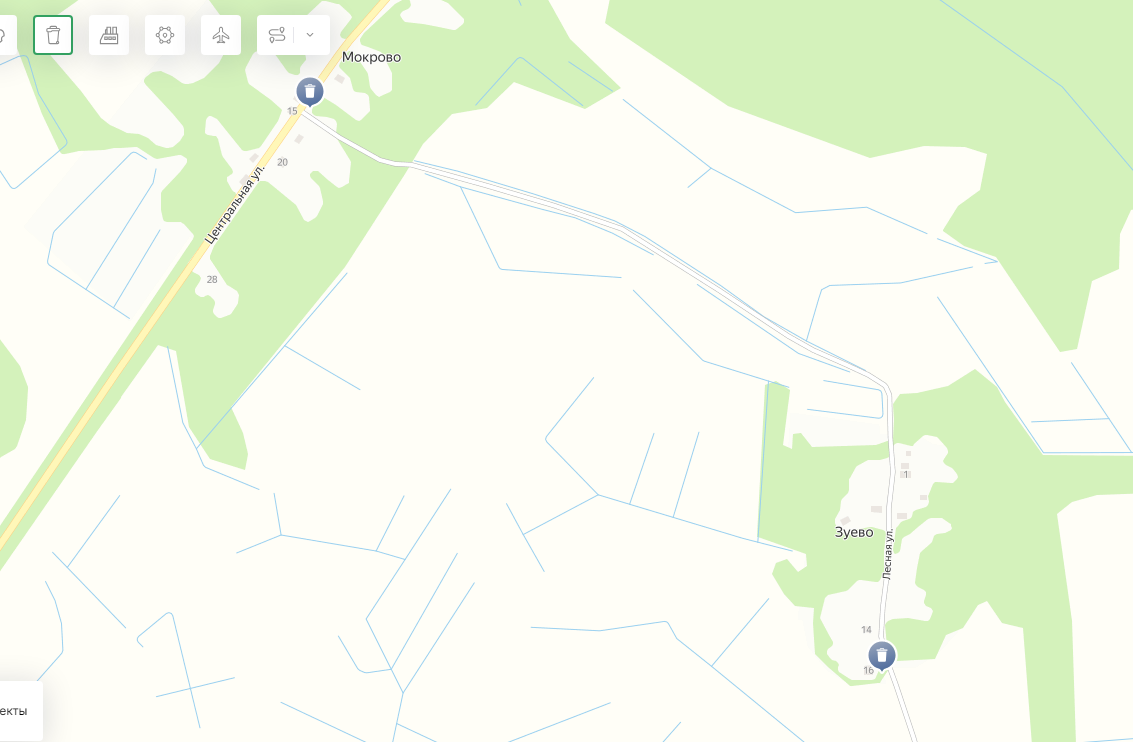 Мокрово
15
20
Центральная ул.
28
1
Зуево
Лесная ул.
14
16
екты